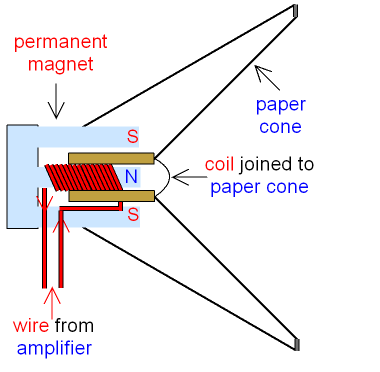 permanent
magnet
paper
cone
S
N
coil joined to
paper cone
S
wire from
amplifier